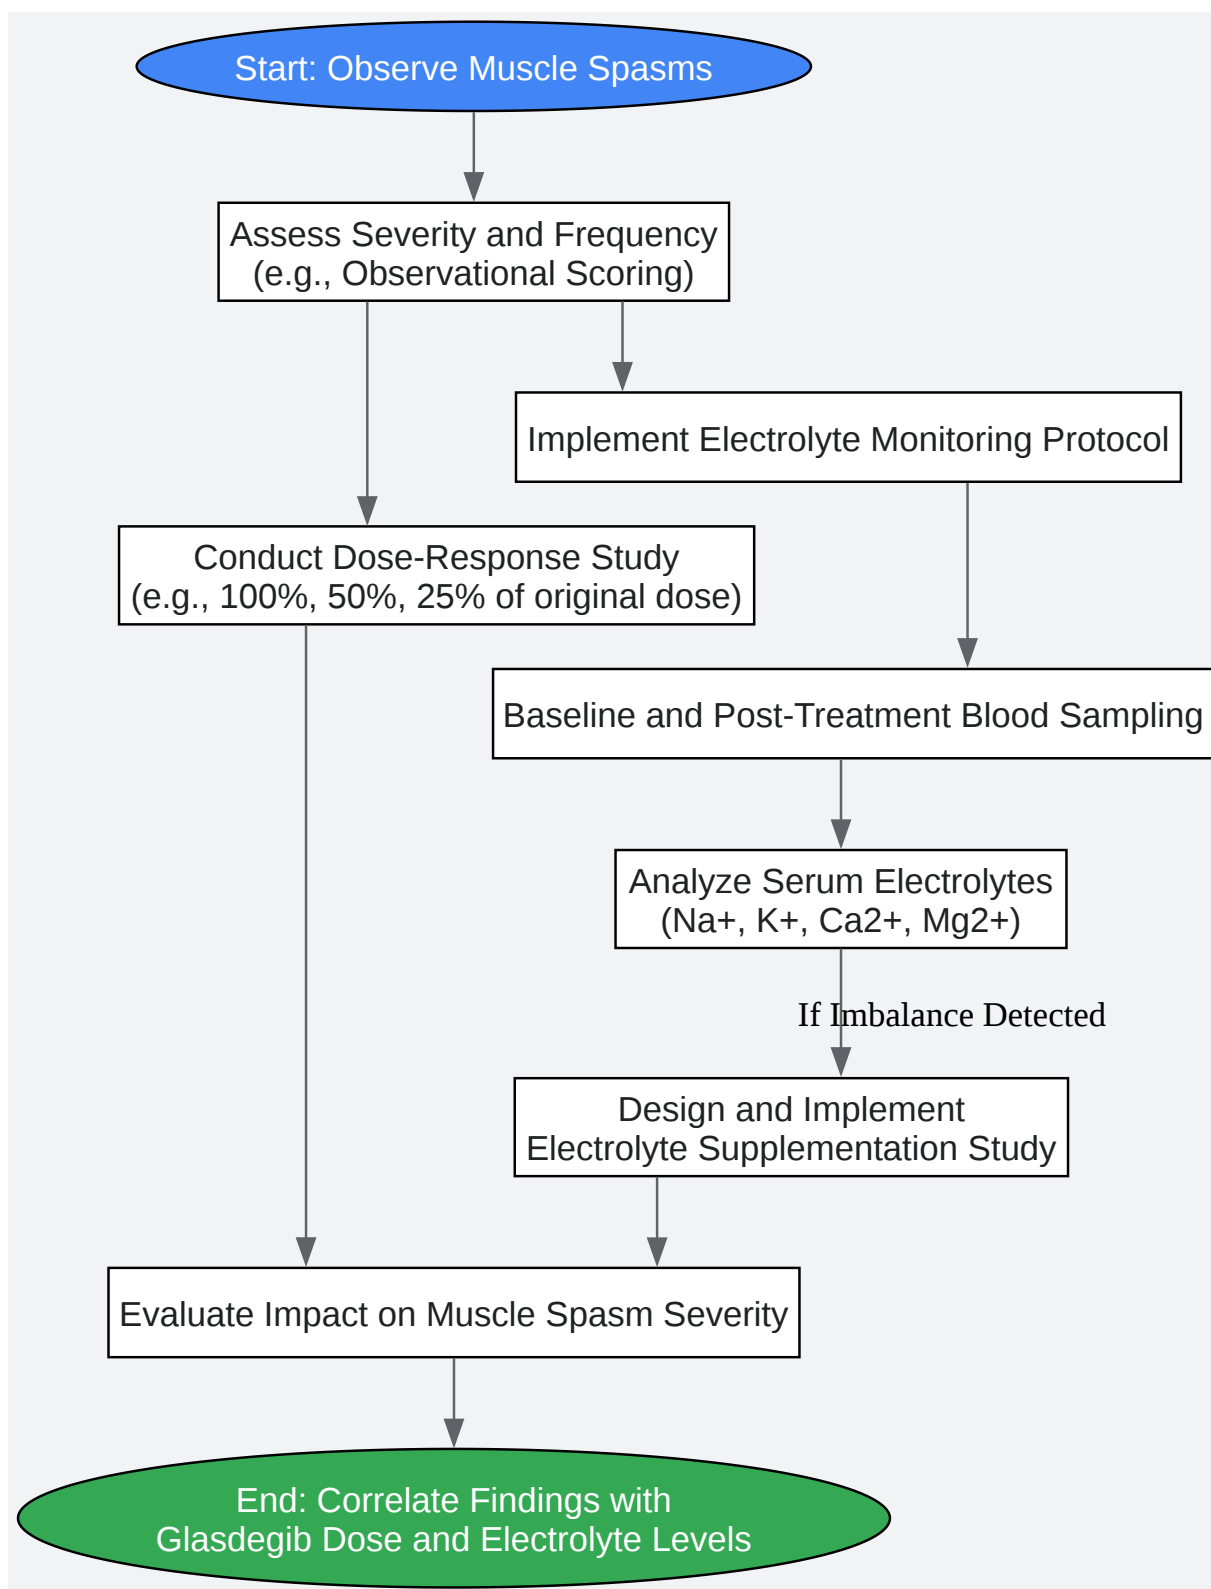 Start: Observe Muscle Spasms
Assess Severity and Frequency
(e.g., Observational Scoring)
Implement Electrolyte Monitoring Protocol
Conduct Dose-Response Study
(e.g., 100%, 50%, 25% of original dose)
Baseline and Post-Treatment Blood Sampling
Analyze Serum Electrolytes
(Na+, K+, Ca2+, Mg2+)
If Imbalance Detected
Design and Implement
Electrolyte Supplementation Study
Evaluate Impact on Muscle Spasm Severity
End: Correlate Findings with
Glasdegib Dose and Electrolyte Levels